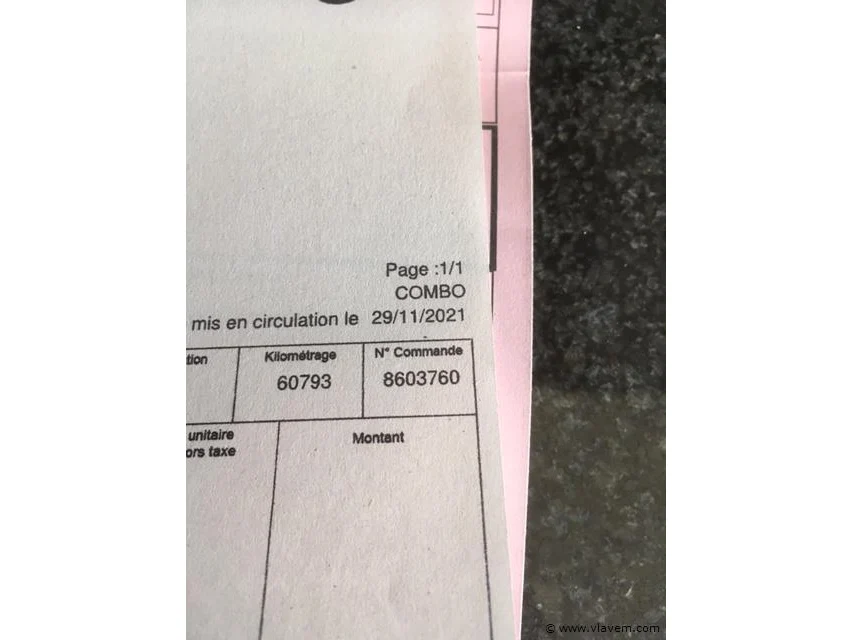 Page :1/1
COMBO
mis en circulation le 29/11/2021
tion Kilométrage N° Commande
60793 8603760
unitaire Montant
ors taxe
© www.vlavem.com